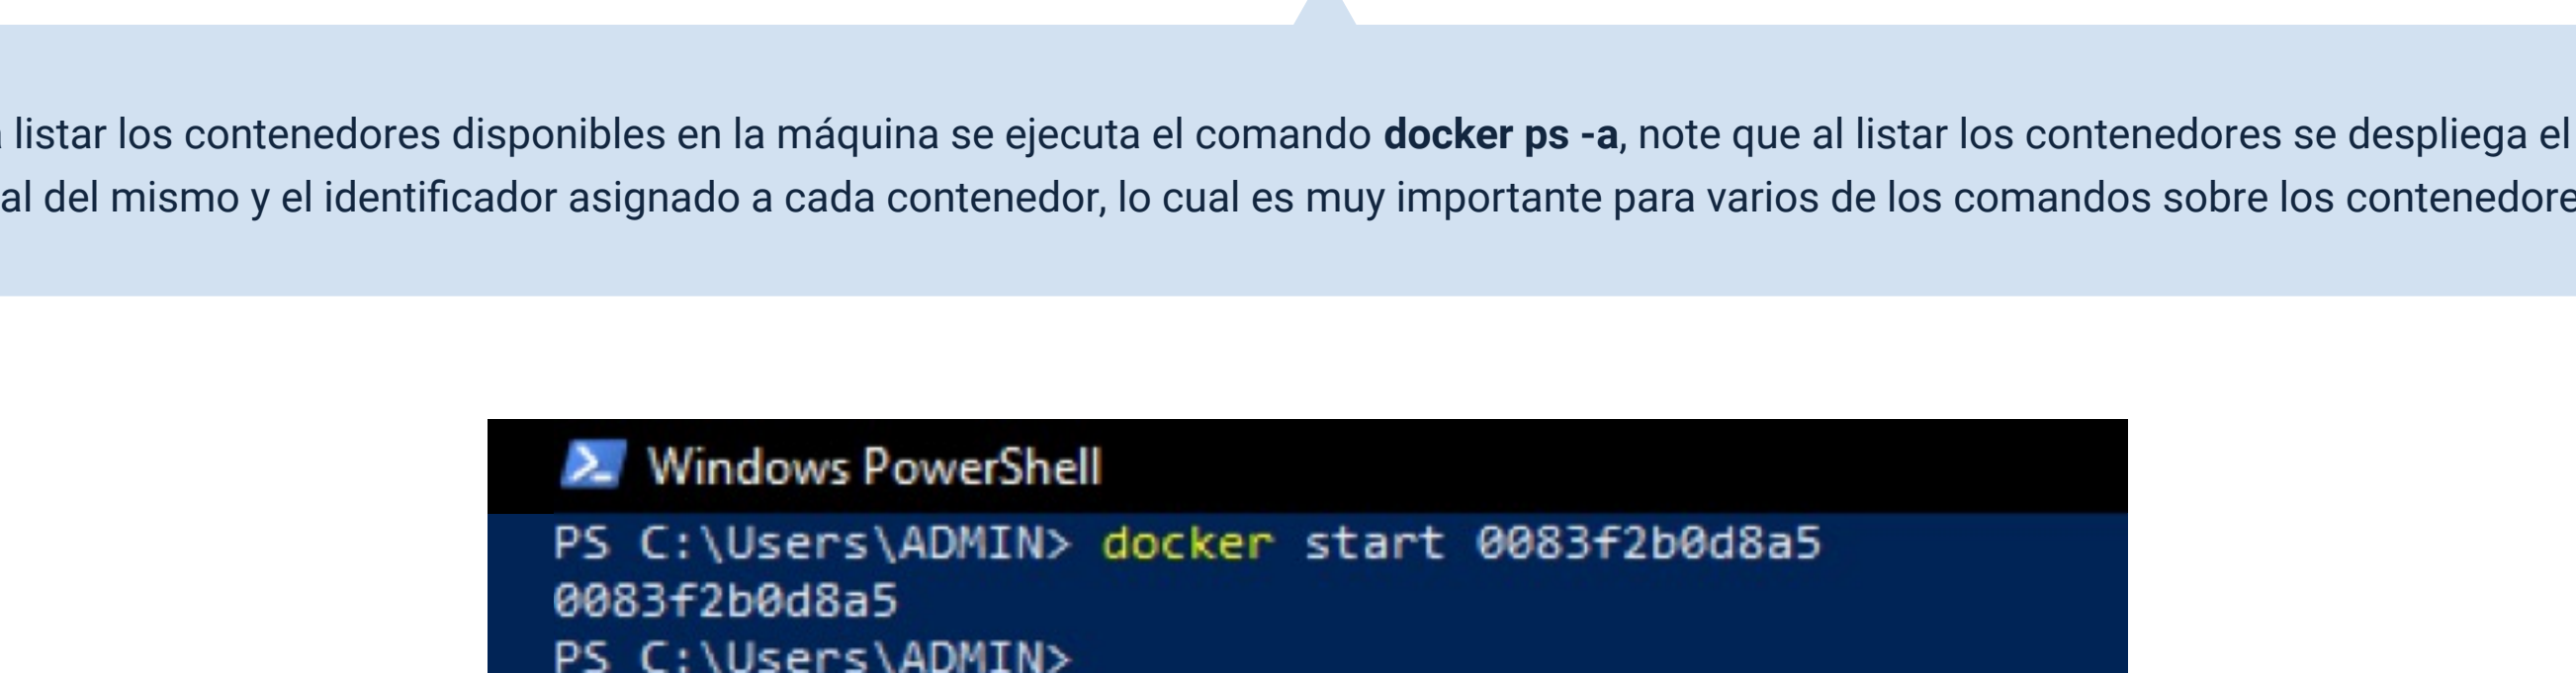 listar los contenedores disponibles en la máquina se ejecuta el comando docker ps -a, note que al listar los contenedores se despliega el
al del mismo y el identificador asignado a cada contenedor, lo cual es muy importante para varios de los comandos sobre los contenedore
Windows PowerShell
PS C:\Users\ADMIN> docker start 0083f2b0d8a5
0083f2b0d8a5
PS C:\Users\ADMIN>